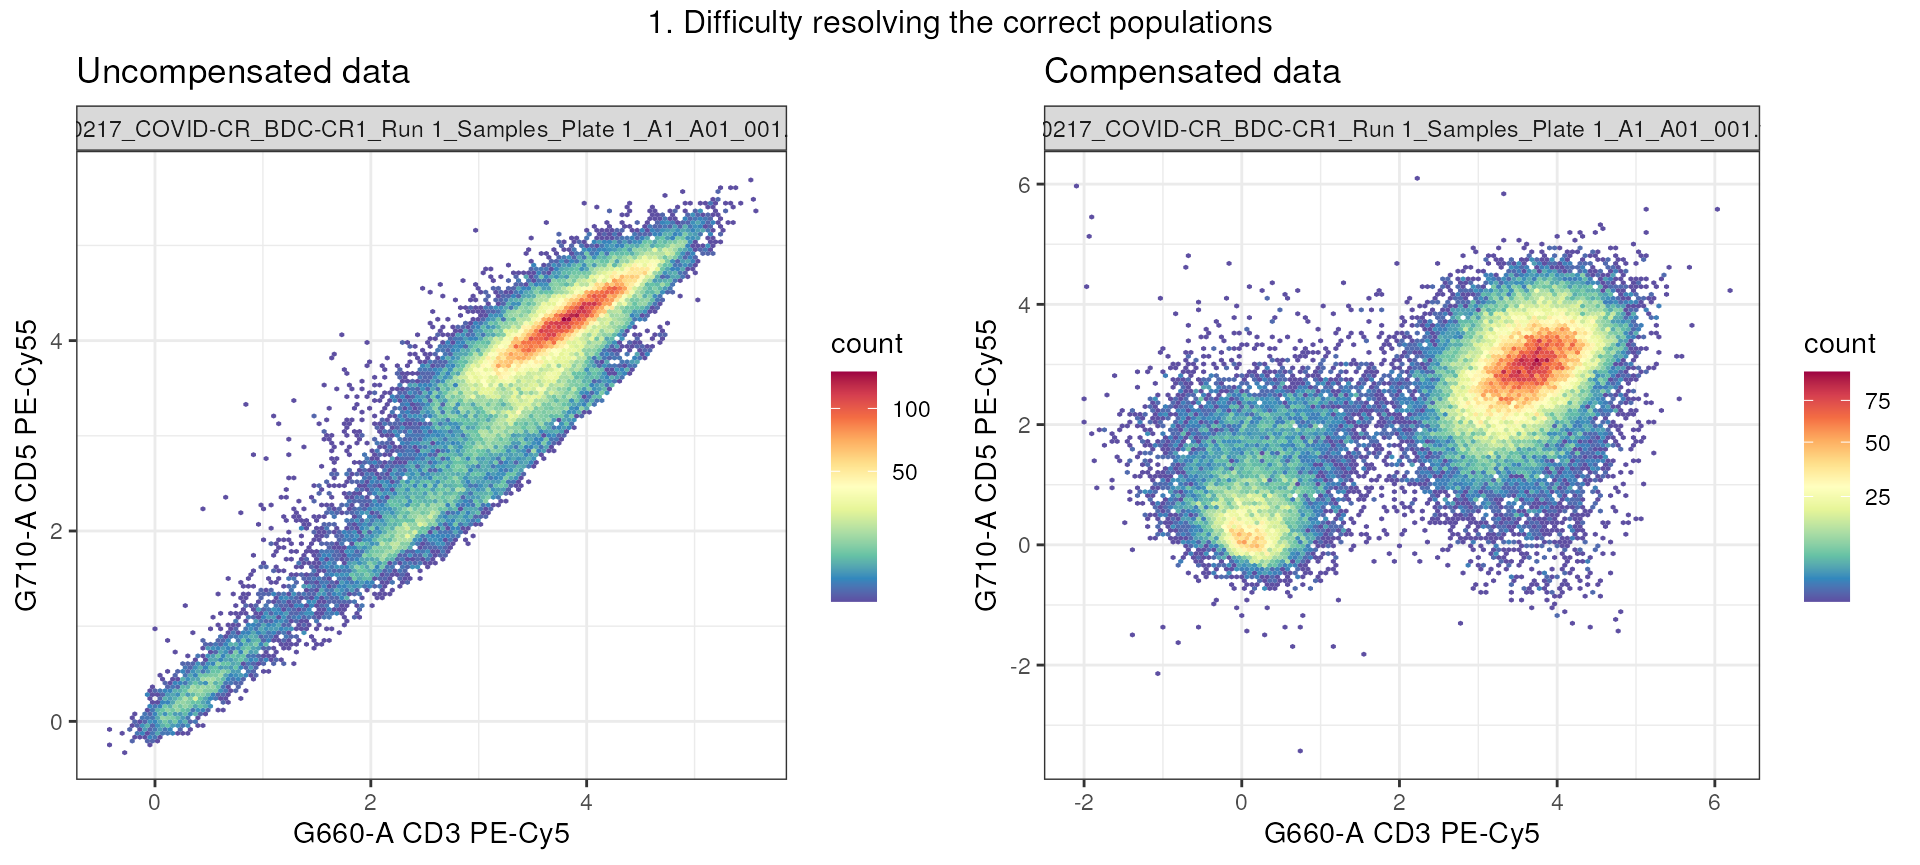 1. Difficulty resolving the correct populations
Uncompensated data
0217_COVID-CR_BDC-CR1_Run 1_Samples_Plate 1_A1_A01_001.
G710-A CD5 PE-Cy55
4
2
0
0
2
4
G660-A CD3 PE-Cy5
count
100
50
Compensated data
0217_COVID-CR_BDC-CR1_Run 1_Samples_Plate 1_A1_A01_001.
G710-A CD5 PE-Cy55
6
4
2
0
-2
-2
0
2
4
6
G660-A CD3 PE-Cy5
count
75
50
25